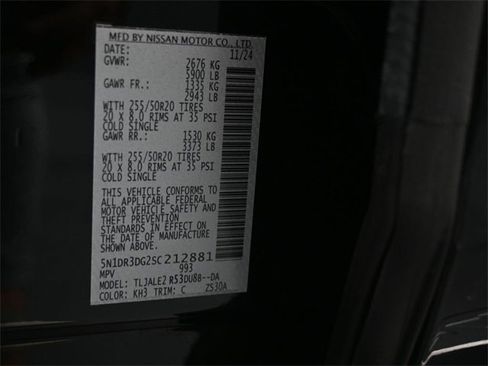 MFD BY NISSAN MOTOR CO., LTD.
DATE: 11/24
GVWR: 2676 KG
5900 LB
GAWR FR.: 1335 KG
2943 LB
WITH 255/50R20 TIRES
20 X 8.0 RIMS AT 35 PSI
COLD SINGLE
GAWR RR.: 1530 KG
3373 LB
WITH 255/50R20 TIRES
20 X 8.0 RIMS AT 35 PSI
COLD SINGLE
THIS VEHICLE CONFORMS TO
ALL APPLICABLE FEDERAL
MOTOR VEHICLE SAFETY AND
THEFT PREVENTION
STANDARDS IN EFFECT ON
THE DATE OF MANUFACTURE
SHOWN ABOVE.
5N1DR3DG2SC212881
MPV 993
TLJALE2 R53DU8B--DA
COLOR: KH3 TRIM: C ZS30A